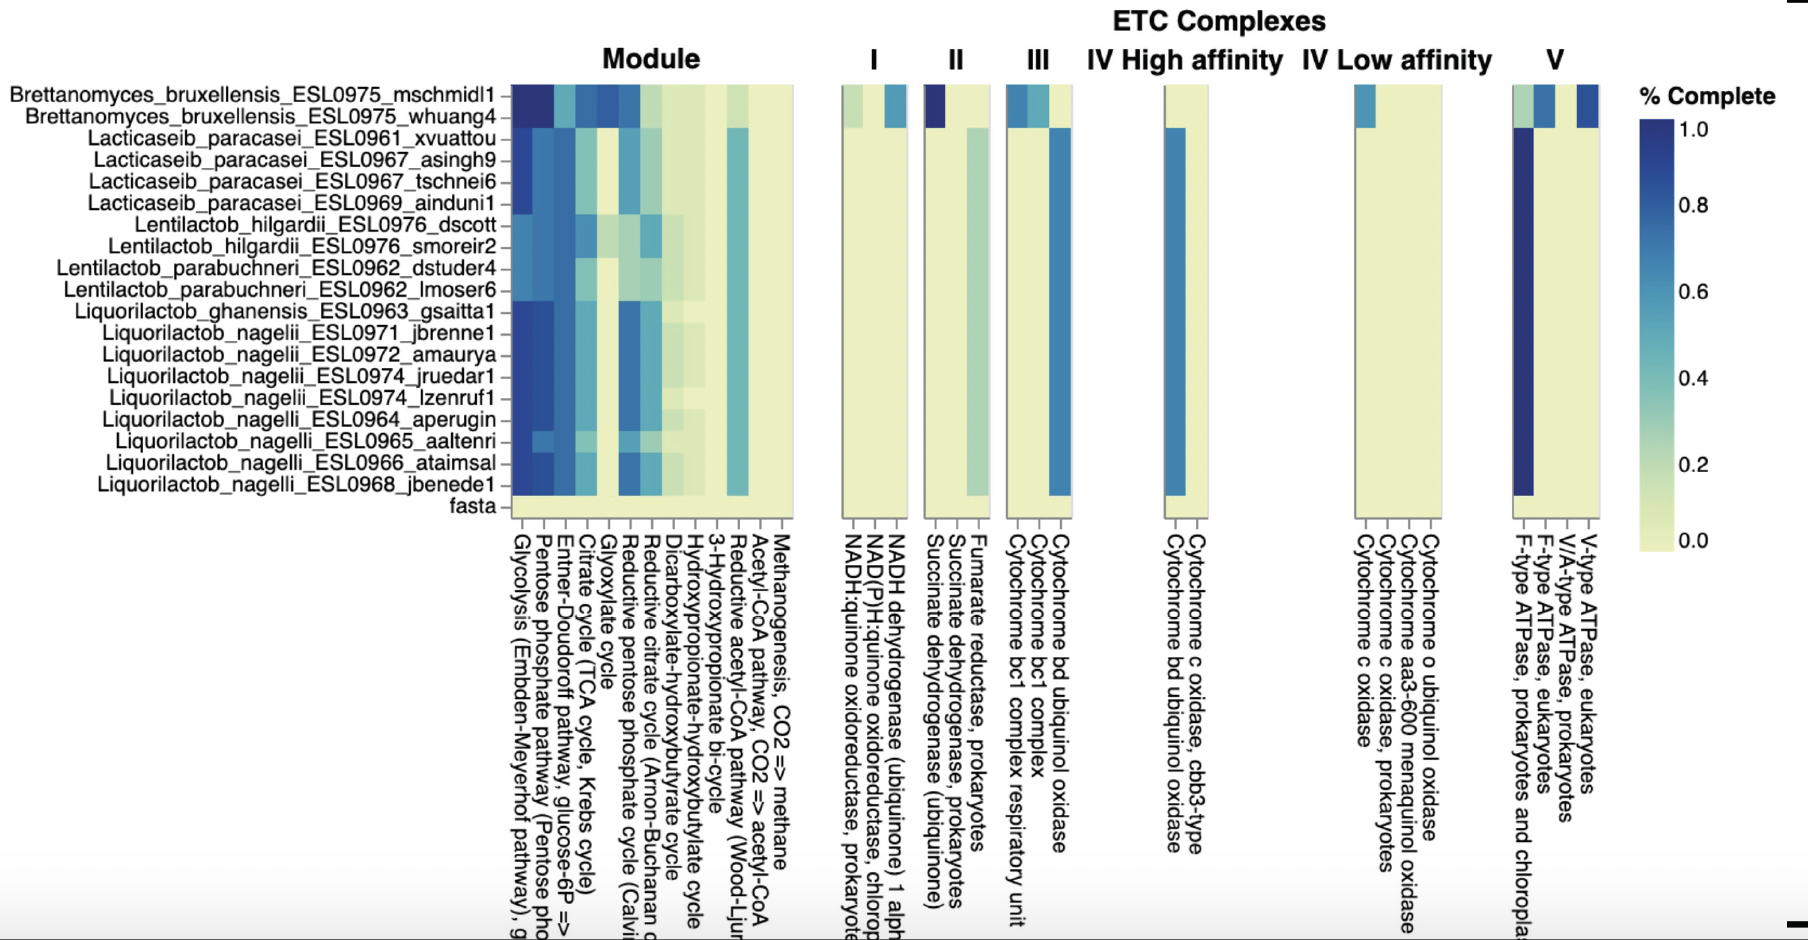 ETC Complexes
Module
I
II
III
IV High affinity
IV Low affinity
V
Brettanomyces_bruxellensis_ESL0975_mschmidl1
Brettanomyces_bruxellensis_ESL0975_whuang4
Lacticaseib_paracasei_ESL0961_xvuattou
Lacticaseib_paracasei_ESL0967_asingh9
Lacticaseib_paracasei_ESL0967_tschnei6
Lacticaseib_paracasei_ESL0969_ainduni1
Lentilactob_hilgardii_ESL0976_dscott
Lentilactob_hilgardii_ESL0976_smoreir2
Lentilactob_parabuchneri_ESL0962_dstuder4
Lentilactob_parabuchneri_ESL0962_lmoser6
Liquorilactob_ghanensis_ESL0963_gsaitta1
Liquorilactob_nagelii_ESL0971_jbrenne1
Liquorilactob_nagelii_ESL0972_amaurya
Liquorilactob_nagelii_ESL0974_jruedar1
Liquorilactob_nagelii_ESL0974_lzenruf1
Liquorilactob_nagelli_ESL0964_aperugin
Liquorilactob_nagelli_ESL0965_aaltenri
Liquorilactob_nagelli_ESL0966_ataimsal
Liquorilactob_nagelli_ESL0968_jbenede1
fasta
Glycolysis (Embden-Meyerhof pathway), g
Pentose phosphate pathway (Pentose pho
Entner-Doudoroff pathway, glucose-6P =>
Citrate cycle (TCA cycle, Krebs cycle)
Glyoxylate cycle
Reductive pentose phosphate cycle (Calvi
Reductive citrate cycle (Arnon-Buchanan c
Dicarboxylate-hydroxybutyrate cycle
Hydroxypropionate-hydroxybutylate cycle
3-Hydroxypropionate bi-cycle
Reductive acetyl-CoA pathway (Wood-Ljur
Acetyl-CoA pathway, CO2 => acetyl-CoA
Methanogenesis, CO2 => methane
NADH:quinone oxidoreductase, prokaryote
NAD(P)H:quinone oxidoreductase, chlorop
NADH dehydrogenase (ubiquinone) 1 alph
Succinate dehydrogenase (ubiquinone)
Succinate dehydrogenase, prokaryotes
Fumarate reductase, prokaryotes
Cytochrome bc1 complex respiratory unit
Cytochrome bc1 complex
Cytochrome bd ubiquinol oxidase
Cytochrome bd ubiquinol oxidase
Cytochrome c oxidase, cbb3-type
Cytochrome c oxidase
Cytochrome c oxidase, prokaryotes
Cytochrome aa3-600 menaquinol oxidase
Cytochrome o ubiquinol oxidase
F-type ATPase, prokaryotes and chloroplas
F-type ATPase, eukaryotes
V/A-type ATPase, prokaryotes
V-type ATPase, eukaryotes
% Complete
1.0
0.8
0.6
0.4
0.2
0.0